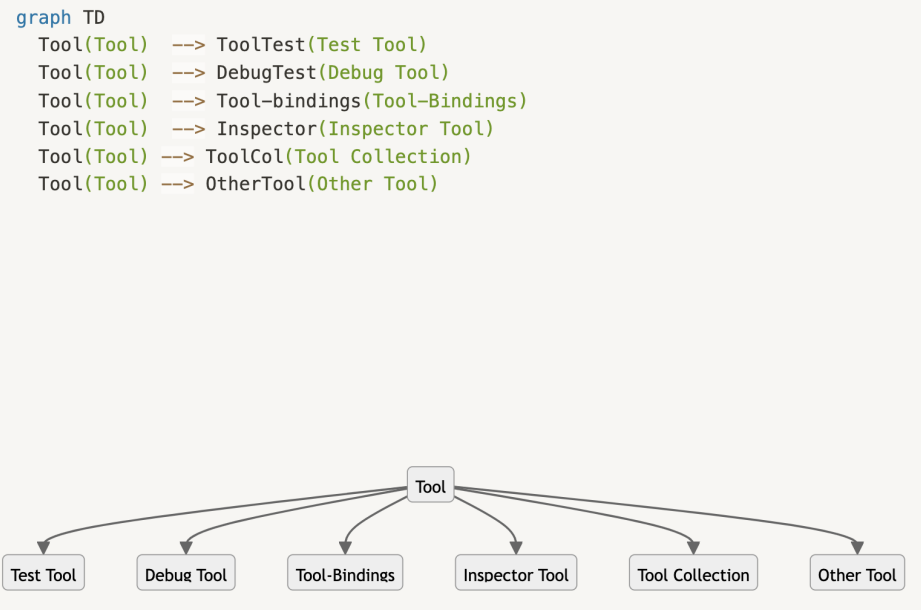 graph TD
Tool(Tool)  --> ToolTest(Test Tool)
Tool(Tool)  --> DebugTest(Debug Tool)
Tool(Tool)  --> Tool-bindings(Tool-Bindings)
Tool(Tool)  --> Inspector(Inspector Tool)
Tool(Tool) --> ToolCol(Tool Collection)
Tool(Tool) --> OtherTool(Other Tool)
Tool
Test Tool
Debug Tool
Tool-Bindings
Inspector Tool
Tool Collection
Other Tool